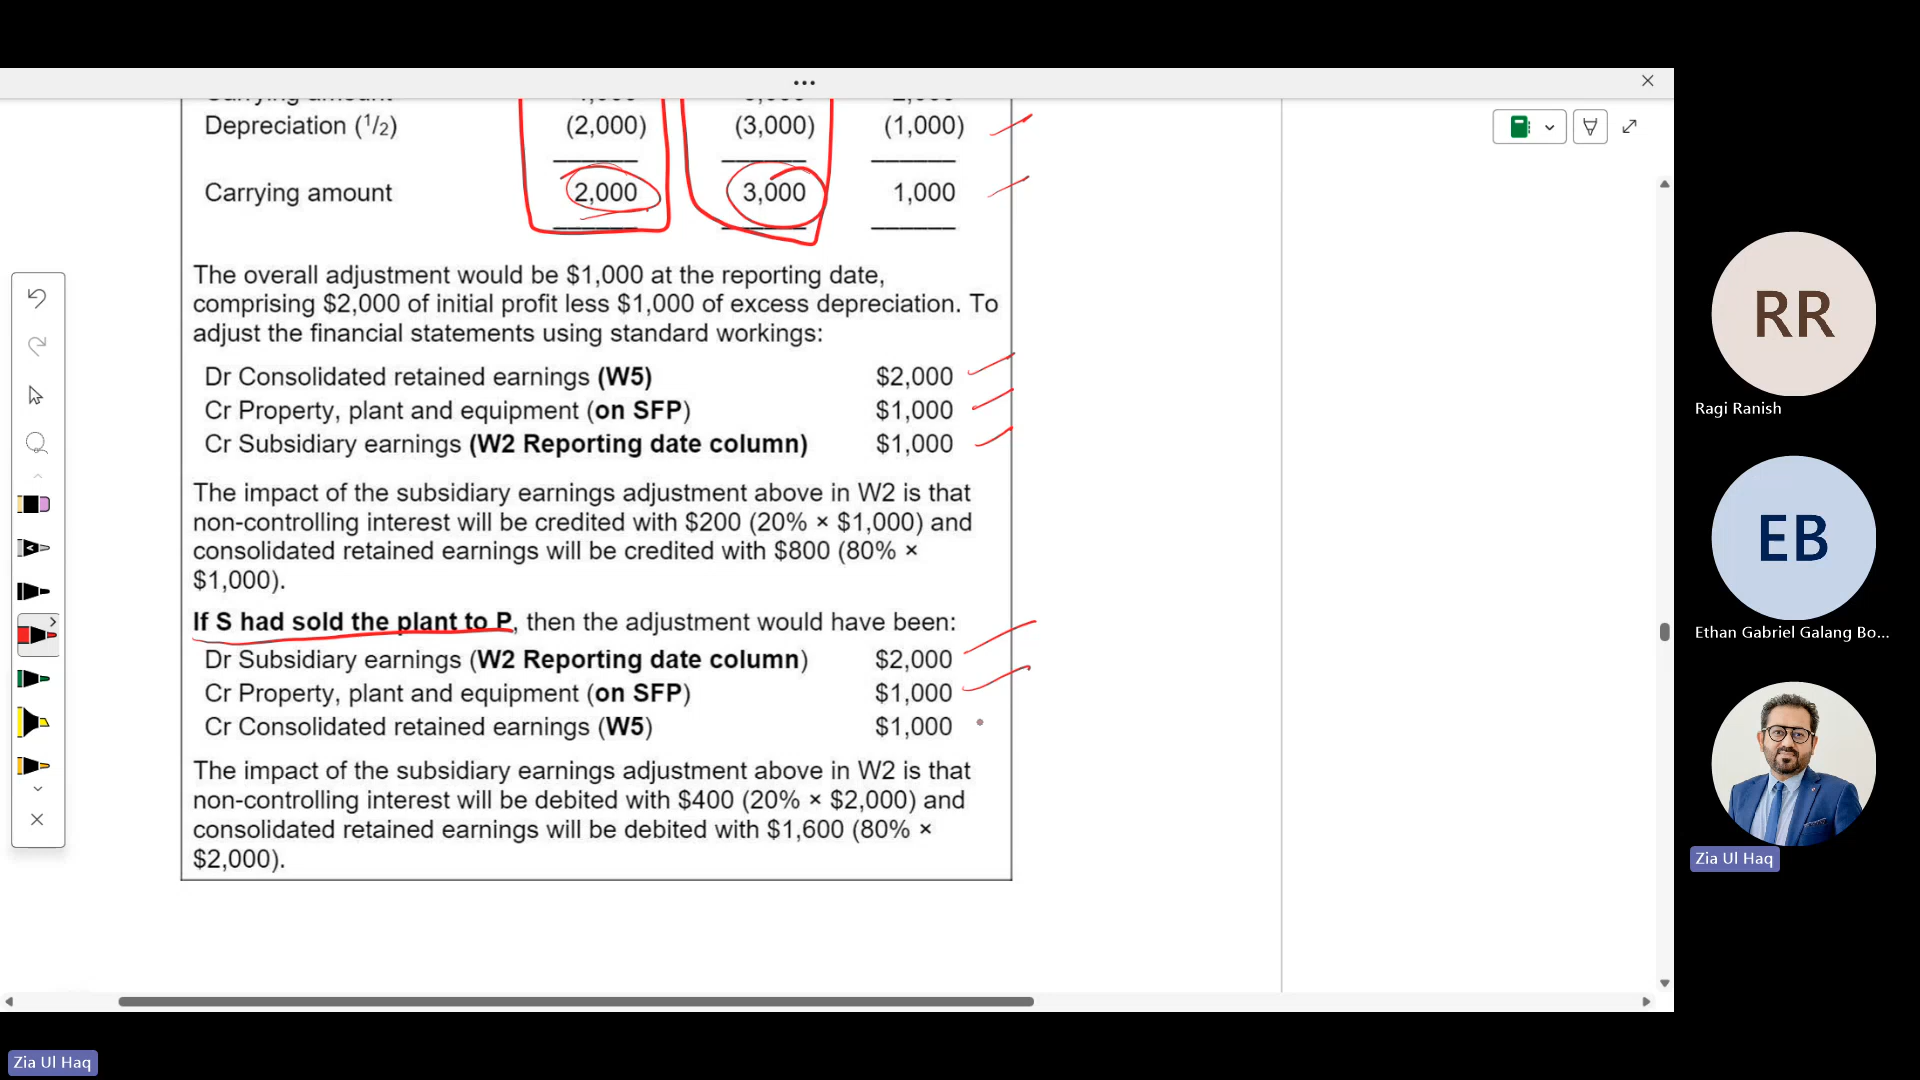 Depreciation (1/2) (2,000) (3,000) (1,000)
Carrying amount 2,000 3,000 1,000
The overall adjustment would be $1,000 at the reporting date,
comprising $2,000 of initial profit less $1,000 of excess depreciation. To
adjust the financial statements using standard workings:
Dr Consolidated retained earnings (W5) $2,000
Cr Property, plant and equipment (on SFP) $1,000
Cr Subsidiary earnings (W2 Reporting date column) $1,000
The impact of the subsidiary earnings adjustment above in W2 is that
non-controlling interest will be credited with $200 (20% × $1,000) and
consolidated retained earnings will be credited with $800 (80% ×
$1,000).
If S had sold the plant to P, then the adjustment would have been:
Dr Subsidiary earnings (W2 Reporting date column) $2,000
Cr Property, plant and equipment (on SFP) $1,000
Cr Consolidated retained earnings (W5) $1,000
The impact of the subsidiary earnings adjustment above in W2 is that
non-controlling interest will be debited with $400 (20% × $2,000) and
consolidated retained earnings will be debited with $1,600 (80% ×
$2,000).
RR
Ragi Ranish
EB
Ethan Gabriel Galang Bo...
Zia Ul Haq
Zia Ul Haq